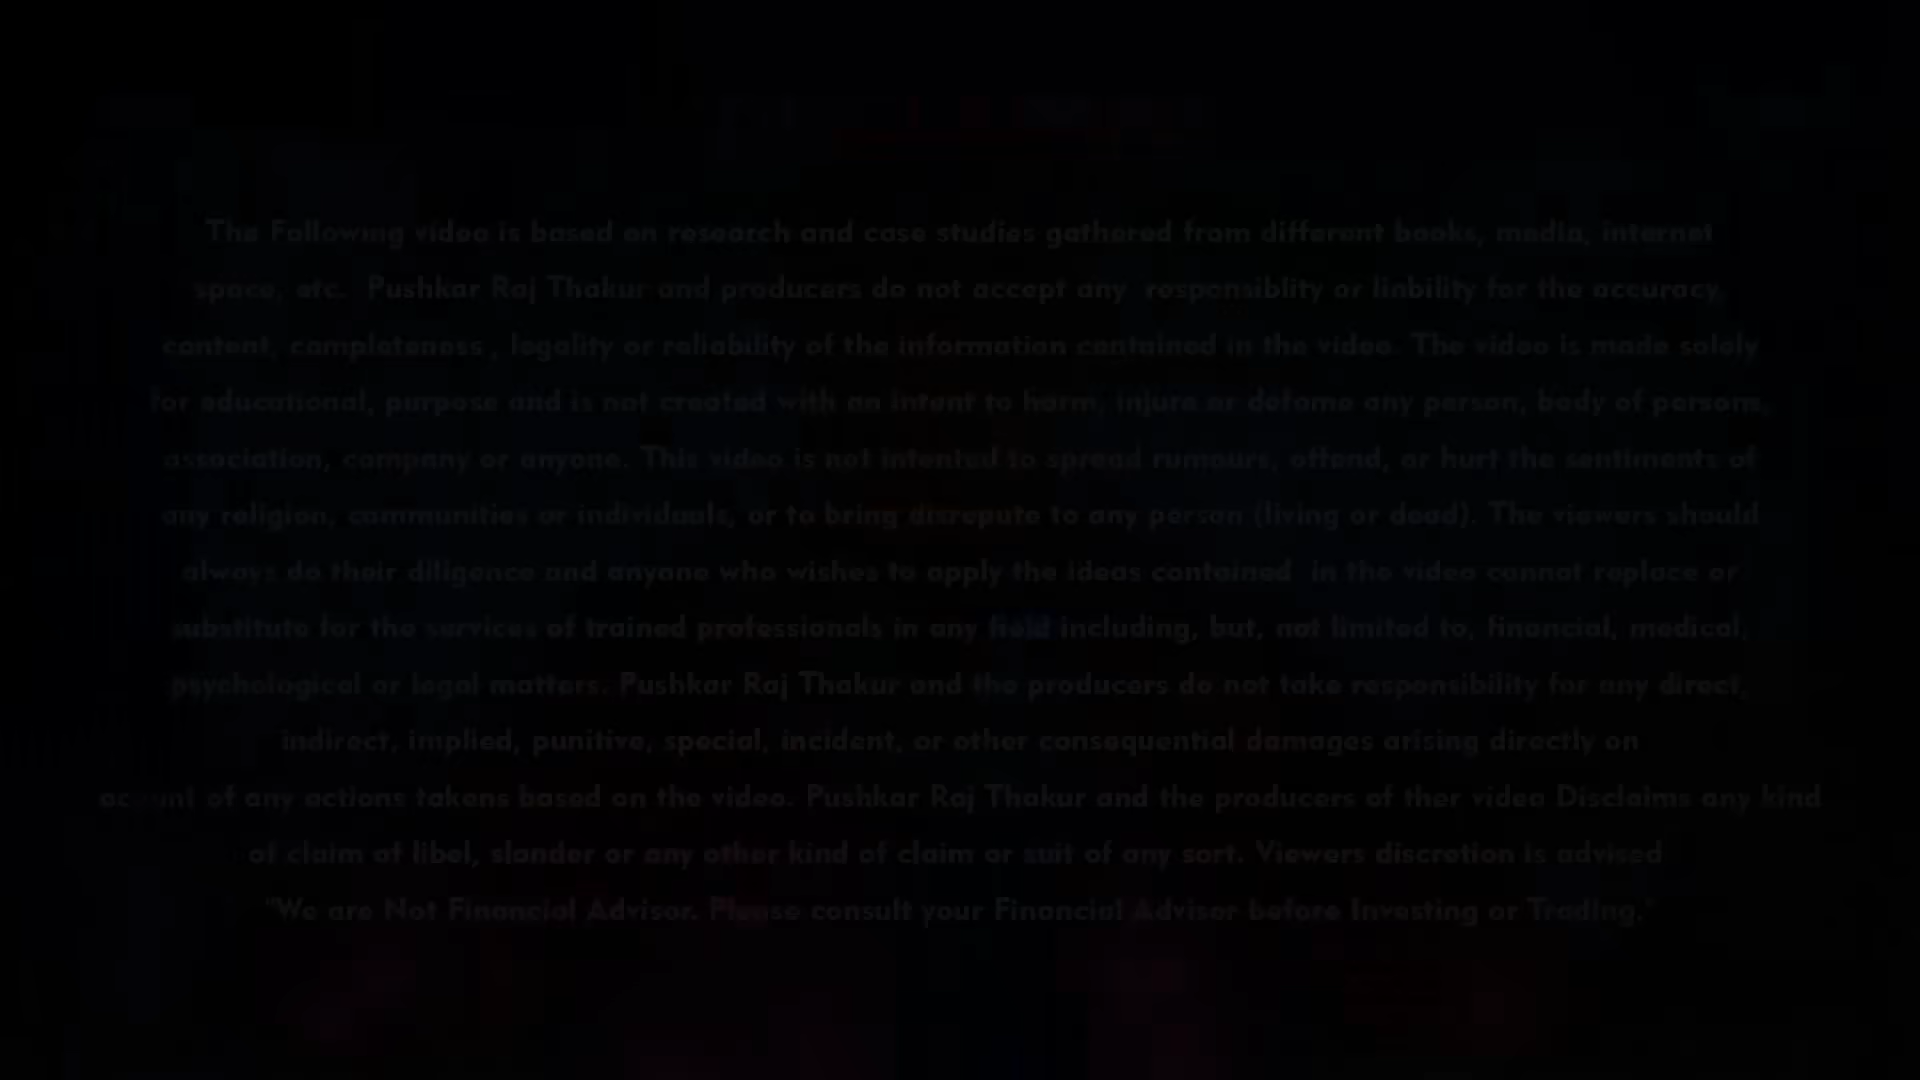 The Following video is based on research and case studies gathered from different books, media, internet
space, etc. Pushkar Raj Thakur and producers do not accept any responsiblity or liability for the accuracy,
content, completeness , legality or reliability of the information contained in the video. The video is made solely
for educational, purpose and is not created with an intent to harm, injure or defame any person, body of persons,
association, company or anyone. This video is not intented to spread rumours, offend, or hurt the sentiments of
any religion, communities or individuals, or to bring disrepute to any person (living or dead). The viewers should
always do their diligence and anyone who wishes to apply the ideas contained in the video cannot replace or
substitute for the services of trained professionals in any field including, but, not limited to, financial, medical,
psychological or legal matters. Pushkar Raj Thakur and the producers do not take responsibility for any direct,
indirect, implied, punitive, special, incident, or other consequential damages arising directly on
of any actions takens based on the video. Pushkar Raj Thakur and the producers of ther video Disclaims any kind
of claim of libel, slander or any other kind of claim or suit of any sort. Viewers discretion is advised
"We are Not Financial Advisor. Please consult your Financial Advisor before Investing or Trading."